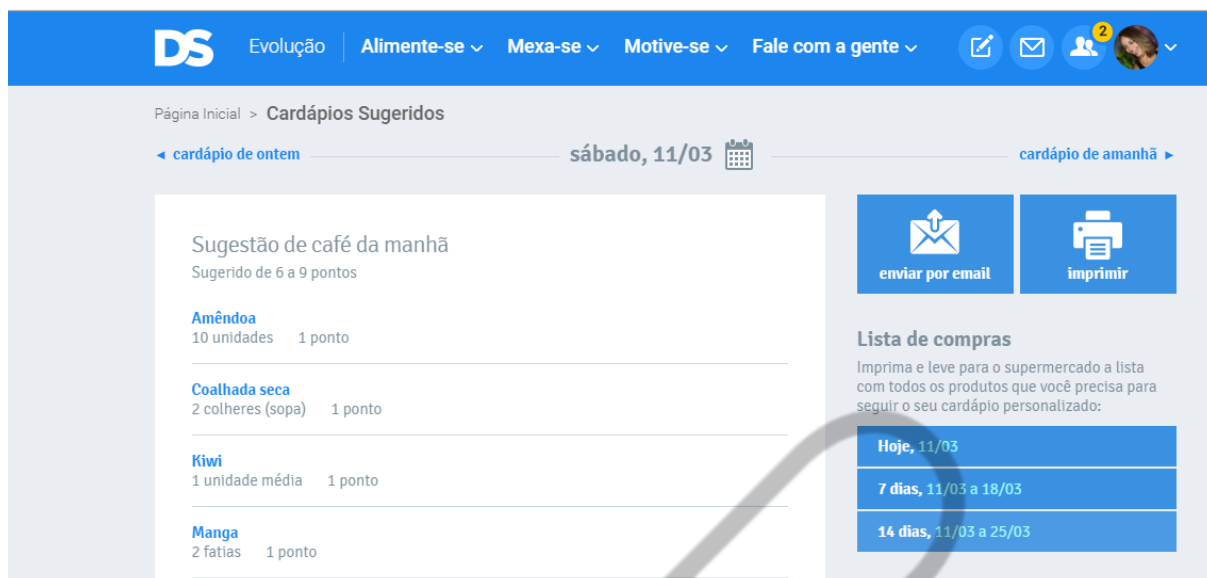 DS Evolução Alimente-se Mexa-se Motive-se Fale com a gente 2
Página Inicial > Cardápios Sugeridos
◄ cardápio de ontem sábado, 11/03 cardápio de amanhã ►
Sugestão de café da manhã
Sugerido de 6 a 9 pontos
Amêndoa
10 unidades 1 ponto
Coalhada seca
2 colheres (sopa) 1 ponto
Kiwi
1 unidade média 1 ponto
Manga
2 fatias 1 ponto
enviar por email imprimir
Lista de compras
Imprima e leve para o supermercado a lista
com todos os produtos que você precisa para
seguir o seu cardápio personalizado:
Hoje, 11/03
7 dias, 11/03 a 18/03
14 dias, 11/03 a 25/03